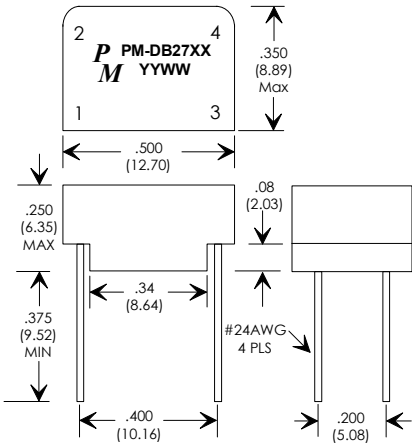 2 4
P PM-DB27XX
M YYWW
1 3
.350
(8.89)
Max
.500
(12.70)
.250
(6.35)
MAX
.08
(2.03)
.34
(8.64)
.375
(9.52)
MIN
#24AWG
4 PLS
.400
(10.16)
.200
(5.08)